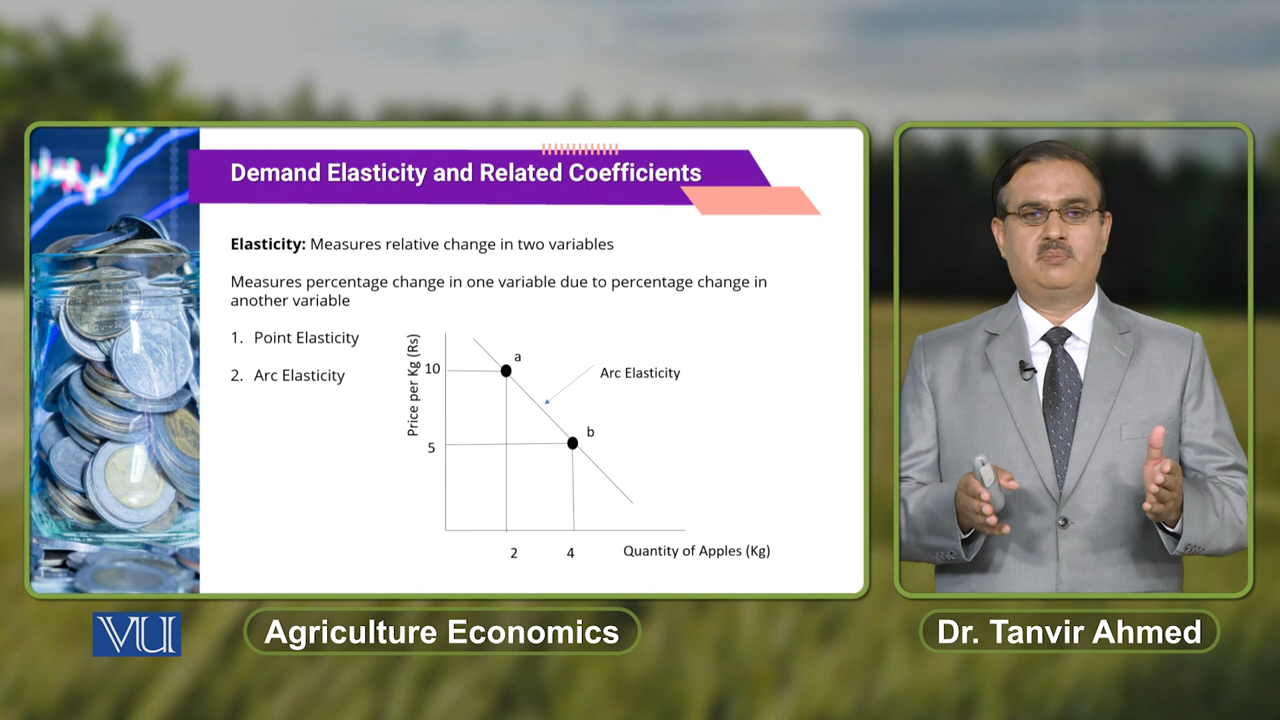 Demand Elasticity and Related Coefficients
Elasticity: Measures relative change in two variables
Measures percentage change in one variable due to percentage change in
another variable
1. Point Elasticity
2. Arc Elasticity
Price per Kg (Rs)
10
5
a
b
Arc Elasticity
2
4
Quantity of Apples (Kg)
VU
Agriculture Economics
Dr. Tanvir Ahmed